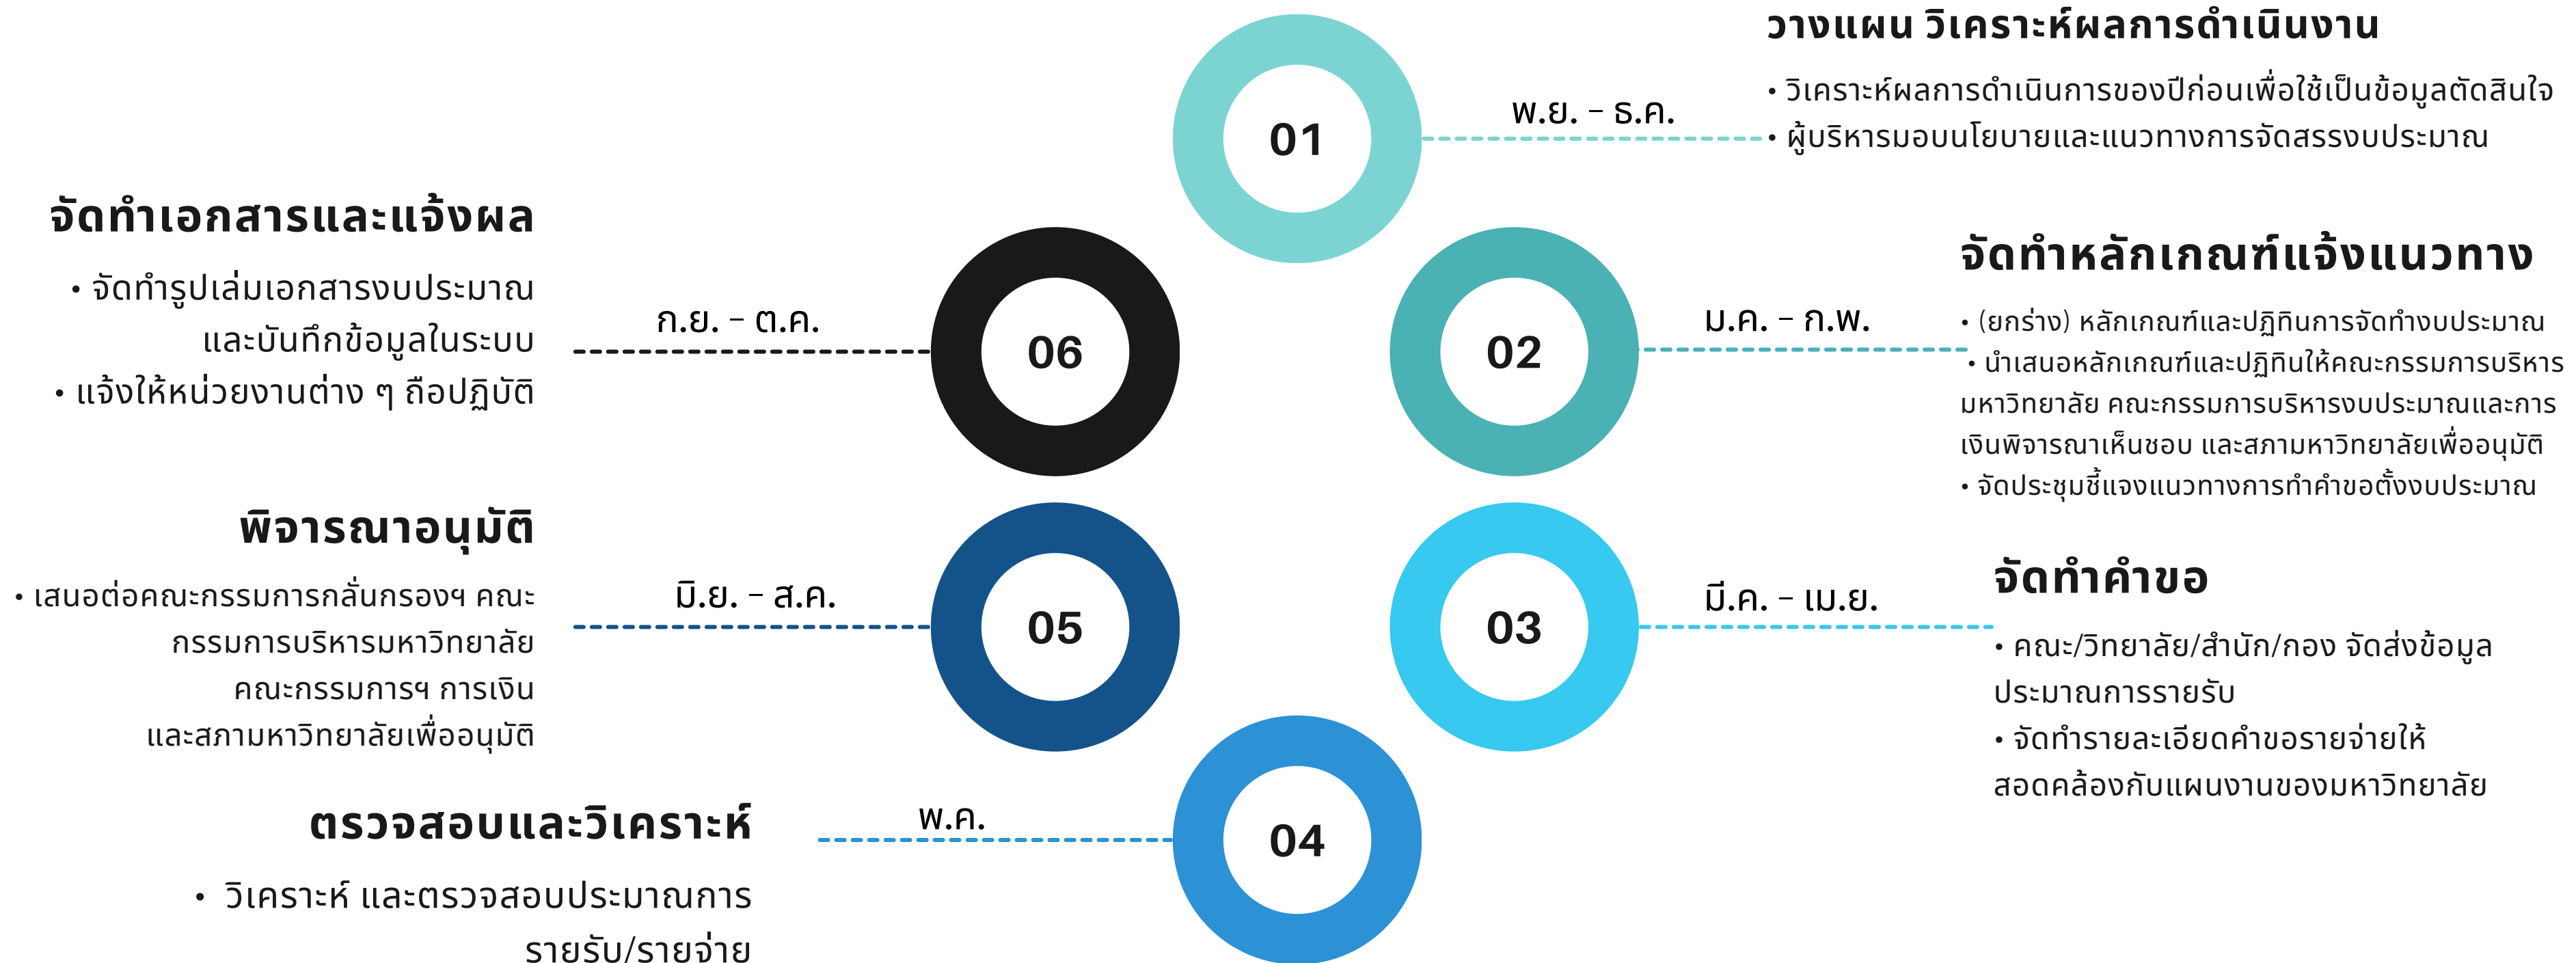 วางแผน วิเคราะห์ผลการดำเนินงาน
• วิเคราะห์ผลการดำเนินการของปีก่อนเพื่อใช้เป็นข้อมูลตัดสินใจ
• ผู้บริหารมอบนโยบายและแนวทางการจัดสรรงบประมาณ
พ.ย. - ธ.ค.
01
จัดทำหลักเกณฑ์แจ้งแนวทาง
• (ยกร่าง) หลักเกณฑ์และปฏิทินการจัดทำงบประมาณ
• นำเสนอหลักเกณฑ์และปฏิทินให้คณะกรรมการบริหาร
มหาวิทยาลัย คณะกรรมการบริหารงบประมาณและการ
เงินพิจารณาเห็นชอบ และสภามหาวิทยาลัยเพื่ออนุมัติ
• จัดประชุมชี้แจงแนวทางการทำคำขอตั้งงบประมาณ
ม.ค. - ก.พ.
02
จัดทำคำขอ
• คณะ/วิทยาลัย/สำนัก/กอง จัดส่งข้อมูล
ประมาณการรายรับ
• จัดทำรายละเอียดคำขอรายจ่ายให้
สอดคล้องกับแผนงานของมหาวิทยาลัย
มี.ค. - เม.ย.
03
ตรวจสอบและวิเคราะห์
• วิเคราะห์ และตรวจสอบประมาณการ
รายรับ/รายจ่าย
พ.ค.
04
พิจารณาอนุมัติ
• เสนอต่อคณะกรรมการกลั่นกรองฯ คณะ
กรรมการบริหารมหาวิทยาลัย
คณะกรรมการฯ การเงิน
และสภามหาวิทยาลัยเพื่ออนุมัติ
มิ.ย. - ส.ค.
05
จัดทำเอกสารและแจ้งผล
• จัดทำรูปเล่มเอกสารงบประมาณ
และบันทึกข้อมูลในระบบ
• แจ้งให้หน่วยงานต่าง ๆ ถือปฏิบัติ
ก.ย. - ต.ค.
06